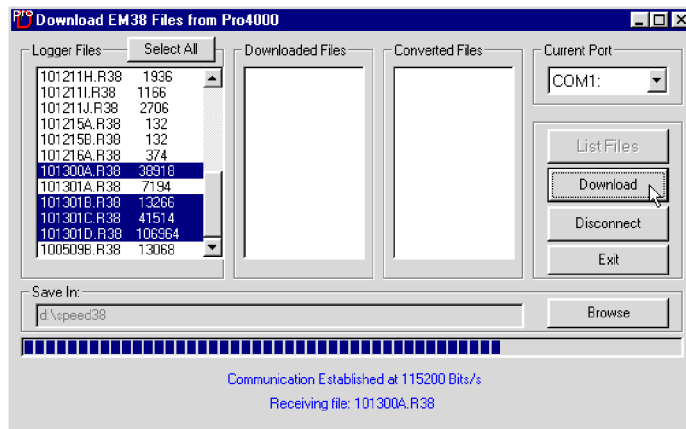 Pro Download EM38 Files from Pro4000
Logger Files Select All Downloaded Files Converted Files Current Port
101211H.R38 1936
101211I.R38 1166
101211J.R38 2706
101215A.R38 132
101215B.R38 132
101216A.R38 374
101300A.R38 38918
101301A.R38 7194
101301B.R38 13266
101301C.R38 41514
101301D.R38 106964
100509B.R38 13068
COM1:
List Files
Download
Disconnect
Exit
Save In:
d:\speed38
Browse
Communication Established at 115200 Bits/s
Receiving file: 101300A.R38